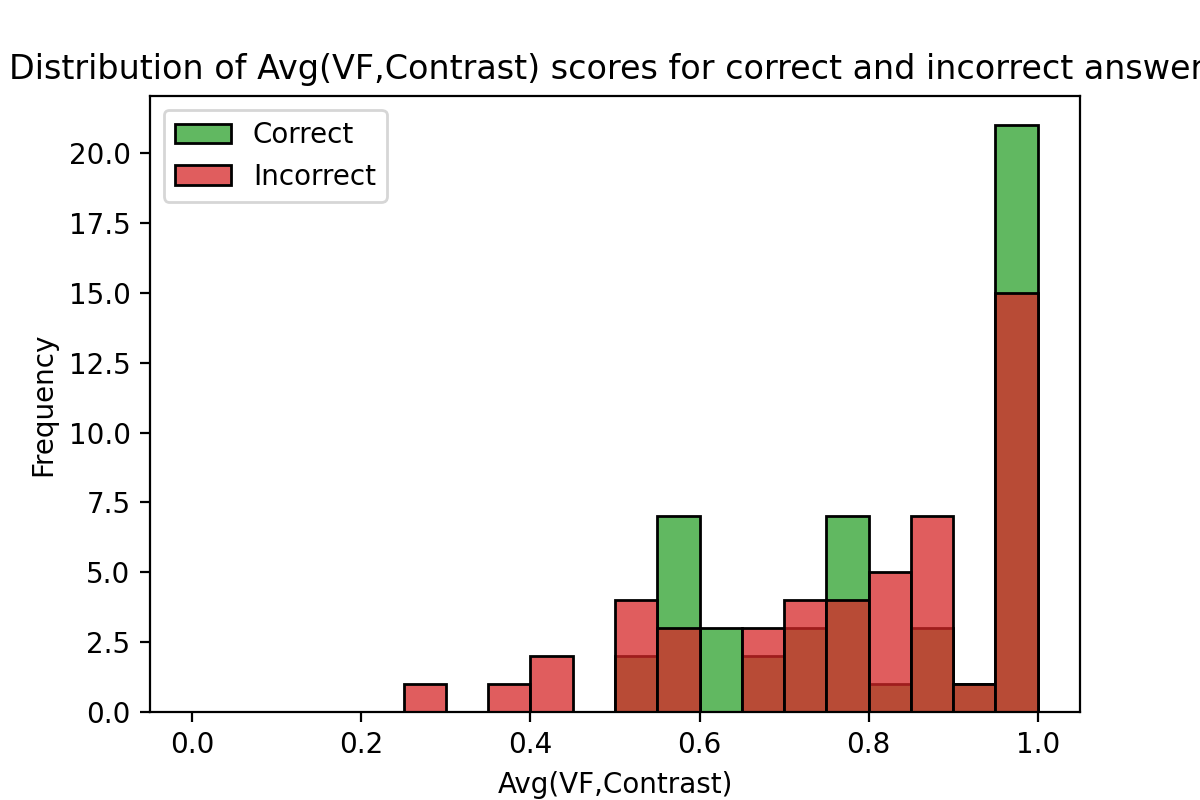 Distribution of Avg(VF,Contrast) scores for correct and incorrect answer
Correct
Incorrect
20.0
17.5
15.0
12.5
10.0
7.5
5.0
2.5
0.0
Frequency
0.0 0.2 0.4 0.6 0.8 1.0
Avg(VF,Contrast)